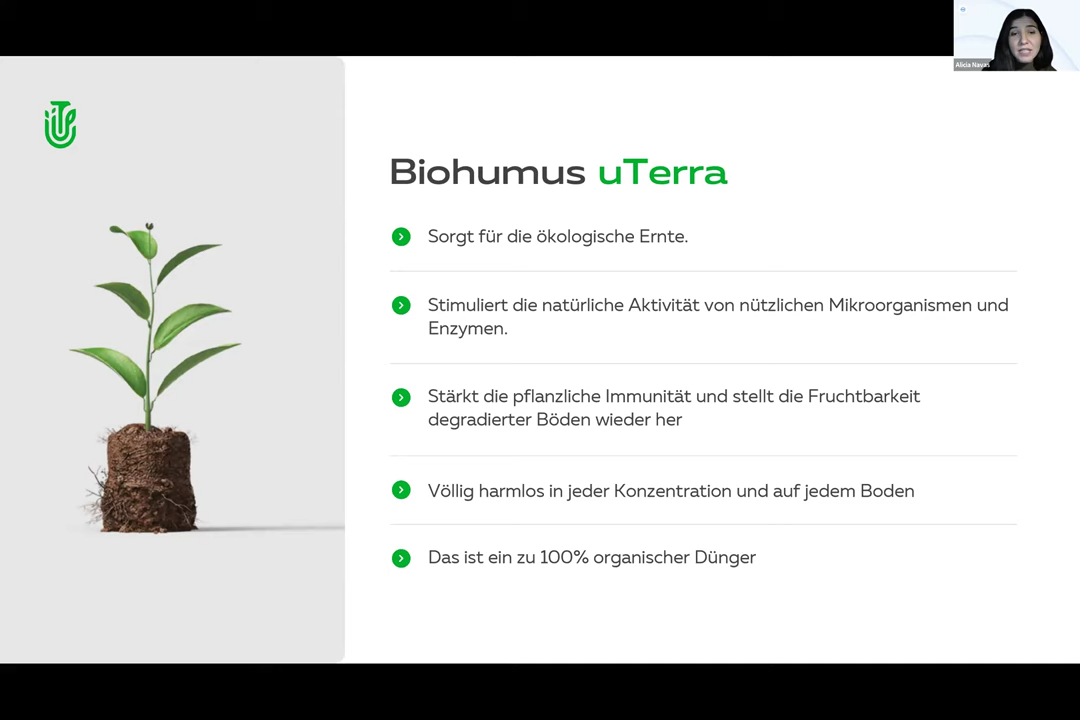 Alicia Navas
Biohumus uTerra
Sorgt für die ökologische Ernte.
Stimuliert die natürliche Aktivität von nützlichen Mikroorganismen und
Enzymen.
Stärkt die pflanzliche Immunität und stellt die Fruchtbarkeit
degradierter Böden wieder her
Völlig harmlos in jeder Konzentration und auf jedem Boden
Das ist ein zu 100% organischer Dünger